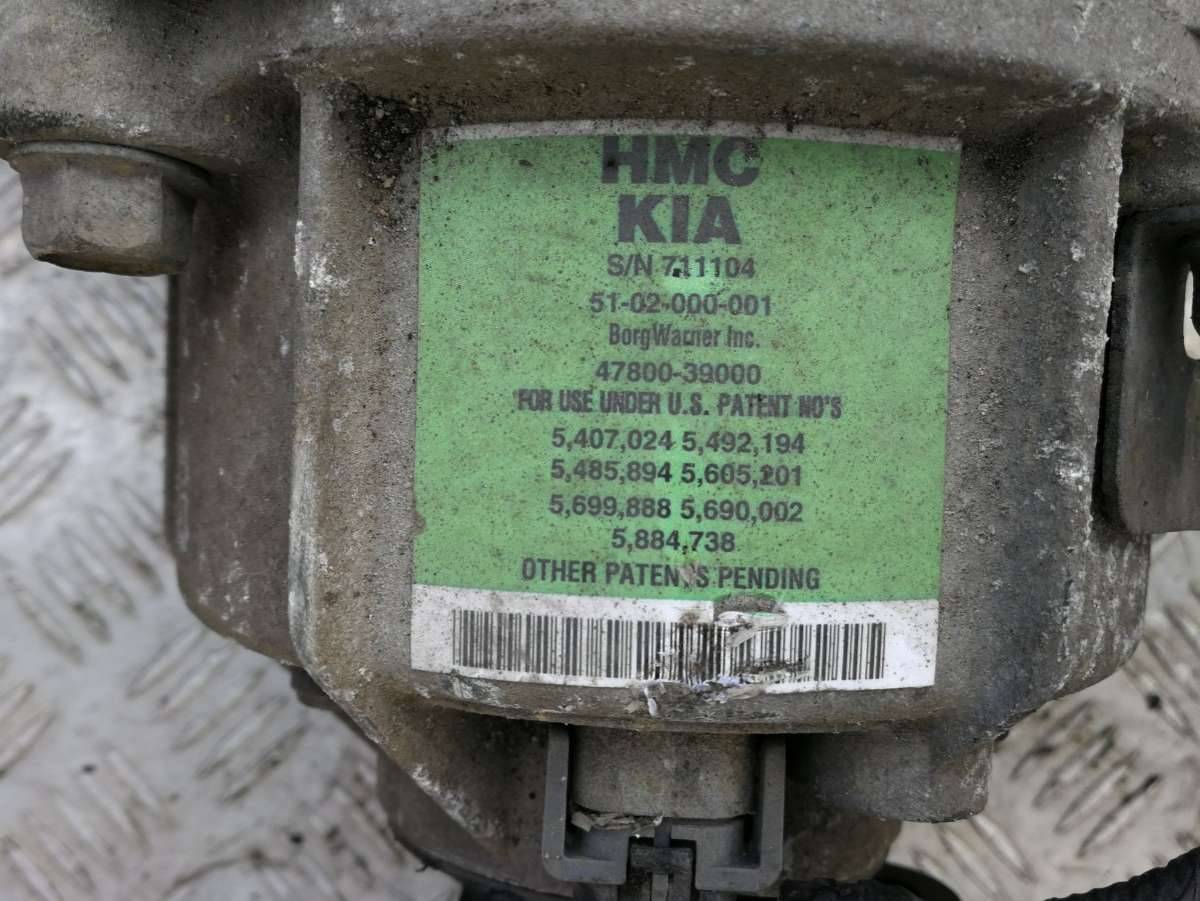 HMC
KIA
S/N 711104
51-02-000-001
BorgWarner Inc.
47800-39000
FOR USE UNDER U.S. PATENT NO'S
5,407,024 5,492,194
5,485,894 5,605,201
5,699,888 5,690,002
5,884,738
OTHER PATENTS PENDING